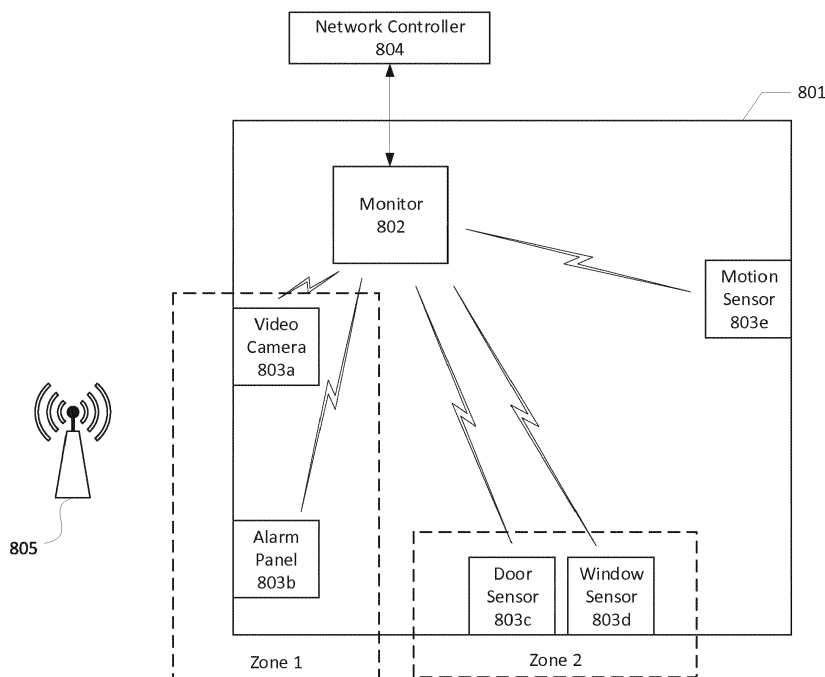 Network Controller
804
801
Monitor
802
Motion
Sensor
803e
Video
Camera
803a
805
Alarm
Panel
803b
Door
Sensor
803c
Window
Sensor
803d
Zone 1
Zone 2